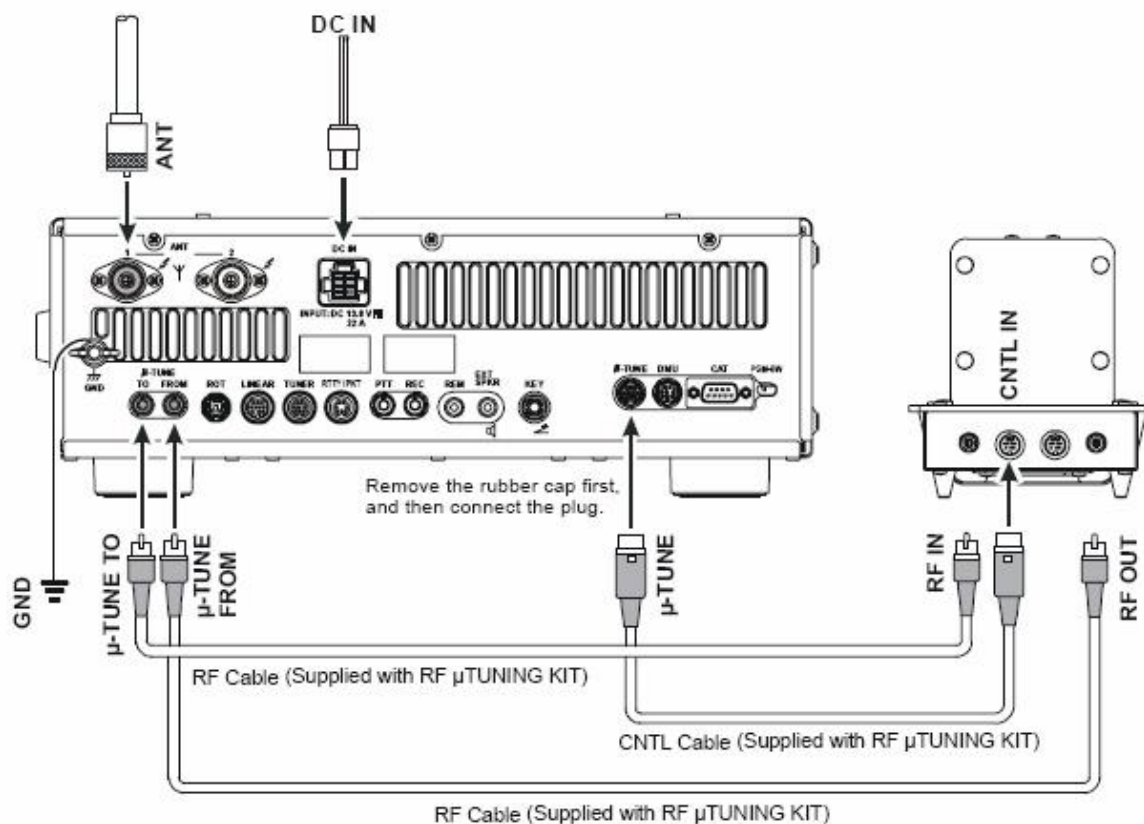 DC IN
ANT
1 ANT 2
DC IN
INPUT: DC 13.8 V
22 A
GND
µ-TUNE
TO FROM ROT LINEAR TUNER RTTY/PKT PTT REC REM EXT SPKR KEY
µ-TUNE DMU CAT PGM-SW
CNTL IN
Remove the rubber cap first,
and then connect the plug.
GND
µ-TUNE TO
µ-TUNE
FROM
µ-TUNE
RF IN
RF OUT
RF Cable (Supplied with RF µTUNING KIT)
CNTL Cable (Supplied with RF µTUNING KIT)
RF Cable (Supplied with RF µTUNING KIT)